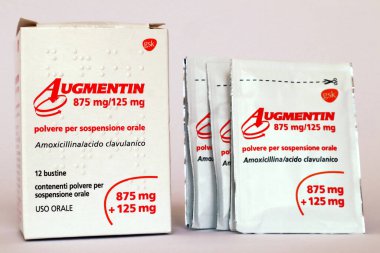 gsk
AUGMENTIN
875 mg/125 mg
polvere per sospensione orale
Amoxicillina/acido clavulanico
12 bustine
contenenti polvere per
sospensione orale
USO ORALE
875 mg
+ 125 mg
gsk
AUGMENTIN
875 mg/125 mg
polvere per sospensione orale
Amoxicillina/acido clavulanico
875 mg
+ 125 mg